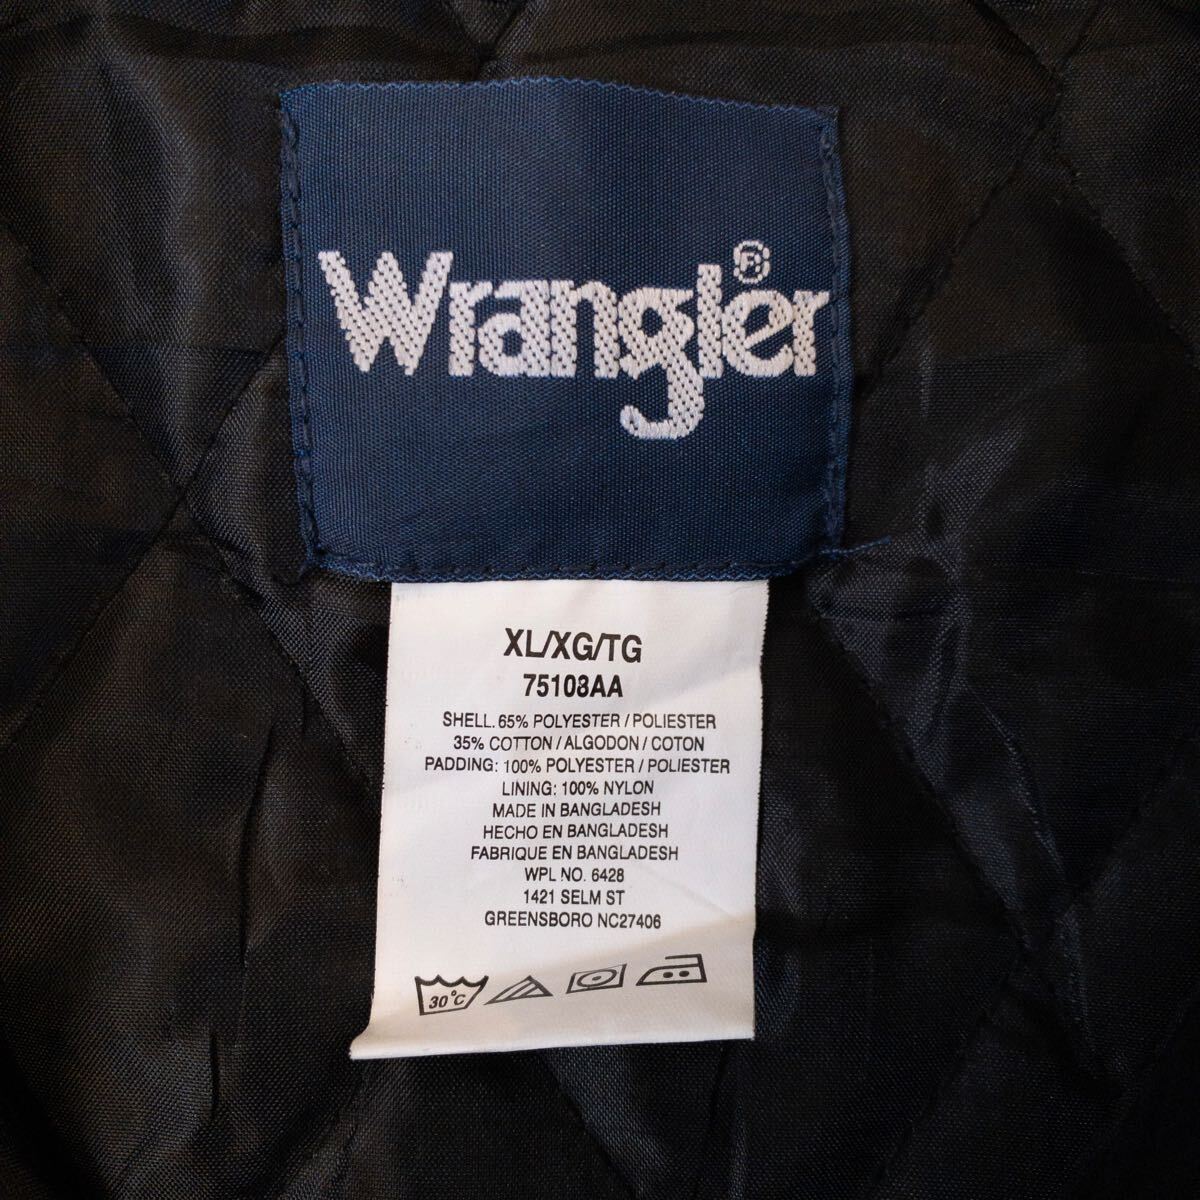 Wrangler®
XL/XG/TG
75108AA
SHELL. 65% POLYESTER / POLIESTER
35% COTTON / ALGODON / COTON
PADDING: 100% POLYESTER / POLIESTER
LINING: 100% NYLON
MADE IN BANGLADESH
HECHO EN BANGLADESH
FABRIQUE EN BANGLADESH
WPL NO. 6428
1421 SELM ST
GREENSBORO NC27406
30°C